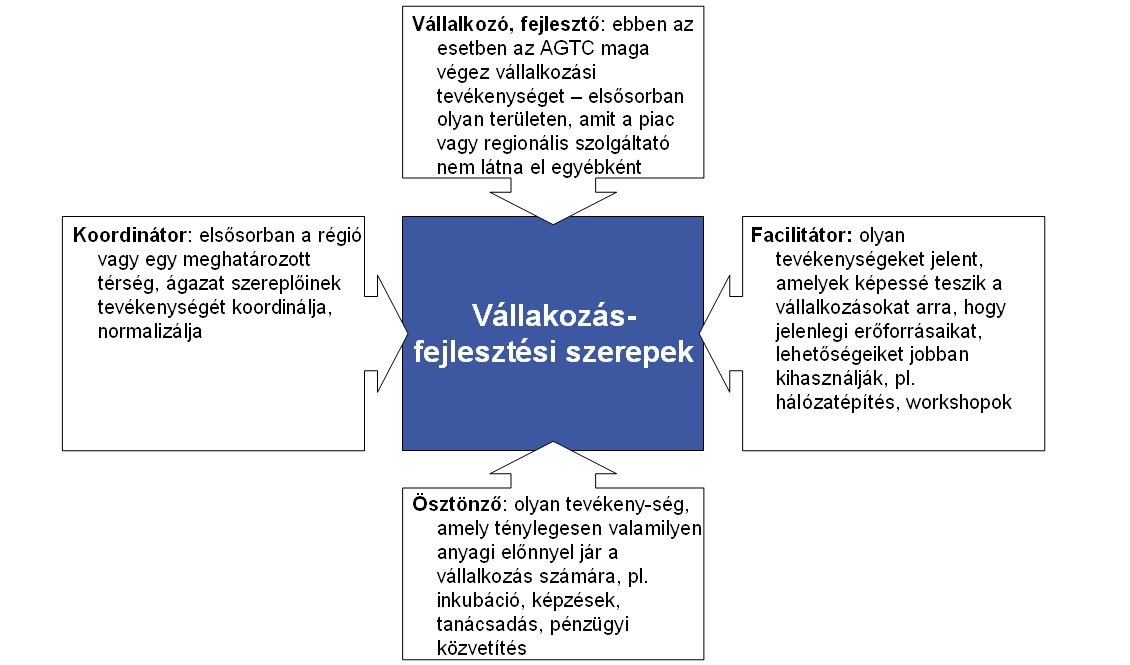 Vállalkozó, fejlesztő: ebben az
esetben az AGTC maga
végez vállalkozási
tevékenységet – elsősorban
olyan területen, amit a piac
vagy regionális szolgáltató
nem látna el egyébként
Koordinátor: elsősorban a régió
vagy egy meghatározott
térség, ágazat szereplőinek
tevékenységét koordinálja,
normalizálja
Vállakozás-
fejlesztési szerepek
Facilitátor: olyan
tevékenységeket jelent,
amelyek képessé teszik a
vállalkozásokat arra, hogy
jelenlegi erőforrásaikat,
lehetőségeiket jobban
kihasználják, pl.
hálózatépítés, workshopok
Ösztönző: olyan tevékeny-ség,
amely ténylegesen valamilyen
anyagi előnnyel jár a
vállalkozás számára, pl.
inkubáció, képzések,
tanácsadás, pénzügyi
közvetítés